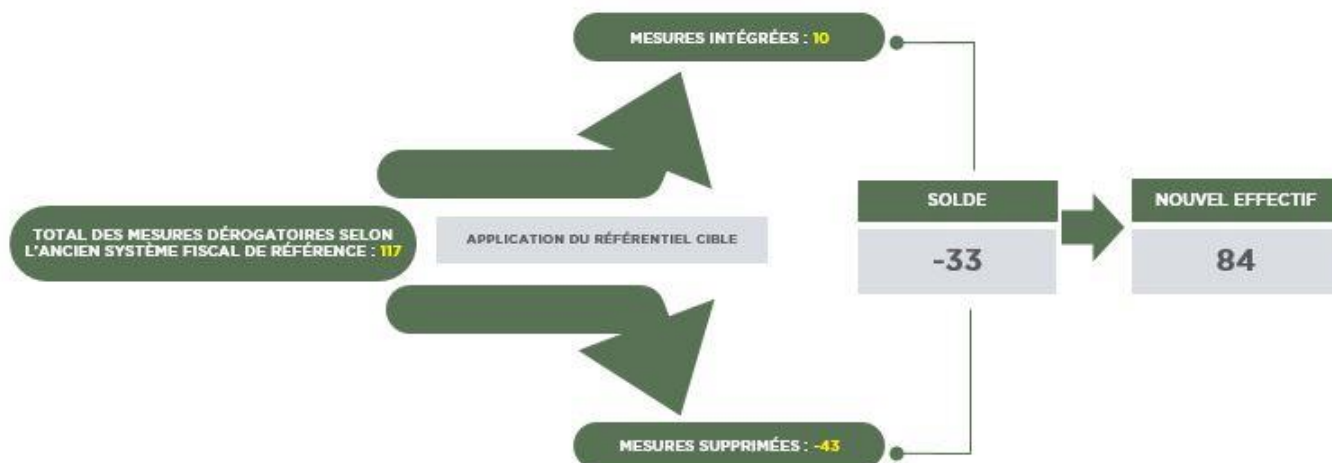 MESURES INTÉGRÉES : 10
TOTAL DES MESURES DÉROGATOIRES SELON
L'ANCIEN SYSTÈME FISCAL DE RÉFÉRENCE : 117
APPLICATION DU RÉFÉRENTIEL CIBLE
SOLDE
-33
NOUVEL EFFECTIF
84
MESURES SUPPRIMÉES : -43